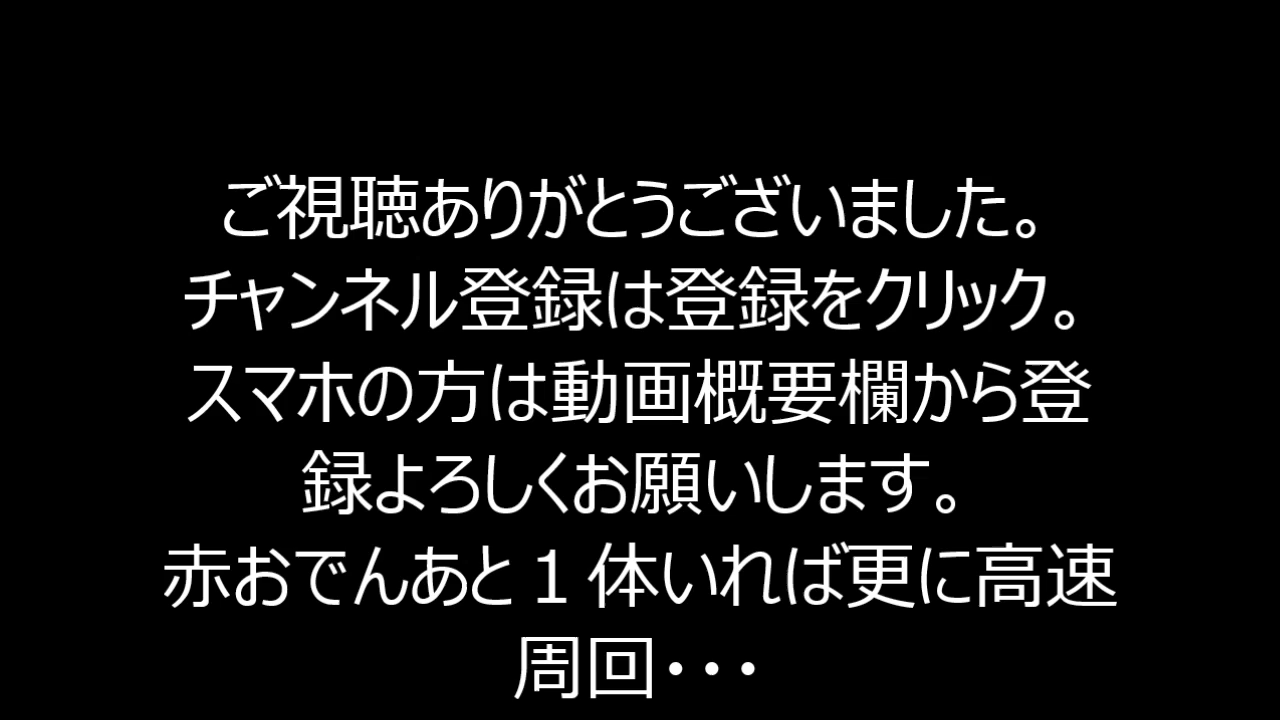 ご視聴ありがとうございました。
チャンネル登録は登録をクリック。
スマホの方は動画概要欄から登
録よろしくお願いします。
赤おでんあと１体いれば更に高速
周回・・・